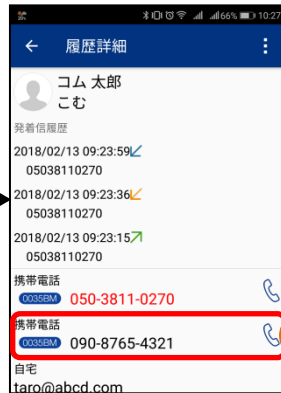 66% 10:27
履歴詳細
コム 太郎
こむ
発着信履歴
2018/02/13 09:23:59
05038110270
2018/02/13 09:23:36
05038110270
2018/02/13 09:23:15
05038110270
携帯電話
0035BM 050-3811-0270
携帯電話
0035BM 090-8765-4321
自宅
taro@abcd.com